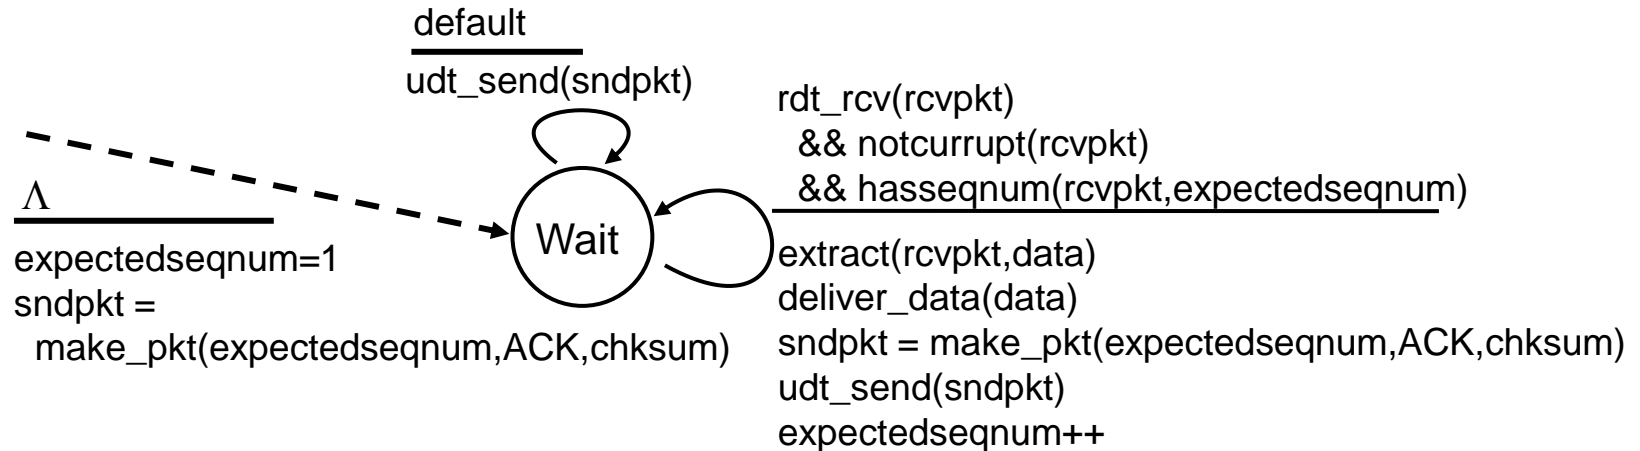 default
udt_send(sndpkt)
rdt_rcv(rcvpkt)
&& notcurrupt(rcvpkt)
&& hasseqnum(rcvpkt,expectedseqnum)
Λ
Wait
expectedseqnum=1
sndpkt =
make_pkt(expectedseqnum,ACK,chksum)
extract(rcvpkt,data)
deliver_data(data)
sndpkt = make_pkt(expectedseqnum,ACK,chksum)
udt_send(sndpkt)
expectedseqnum++